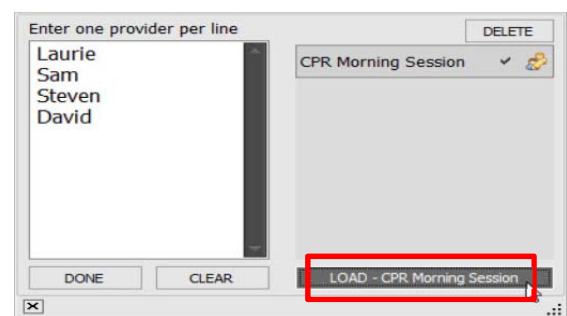 Enter one provider per line
DELETE
Laurie
Sam
Steven
David
CPR Morning Session
DONE
CLEAR
LOAD - CPR Morning Session